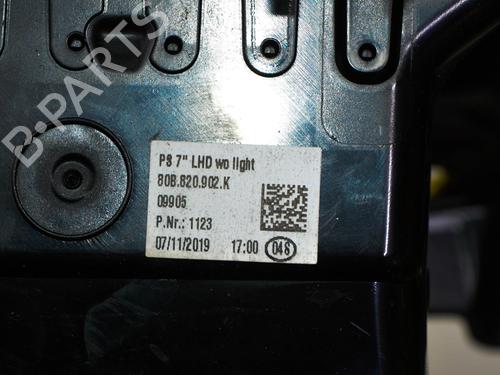 B-PARTS
P8 7" LHD wo light
80B.820.902.K
09905
P.Nr.: 1123
07/11/2019 17:00 048